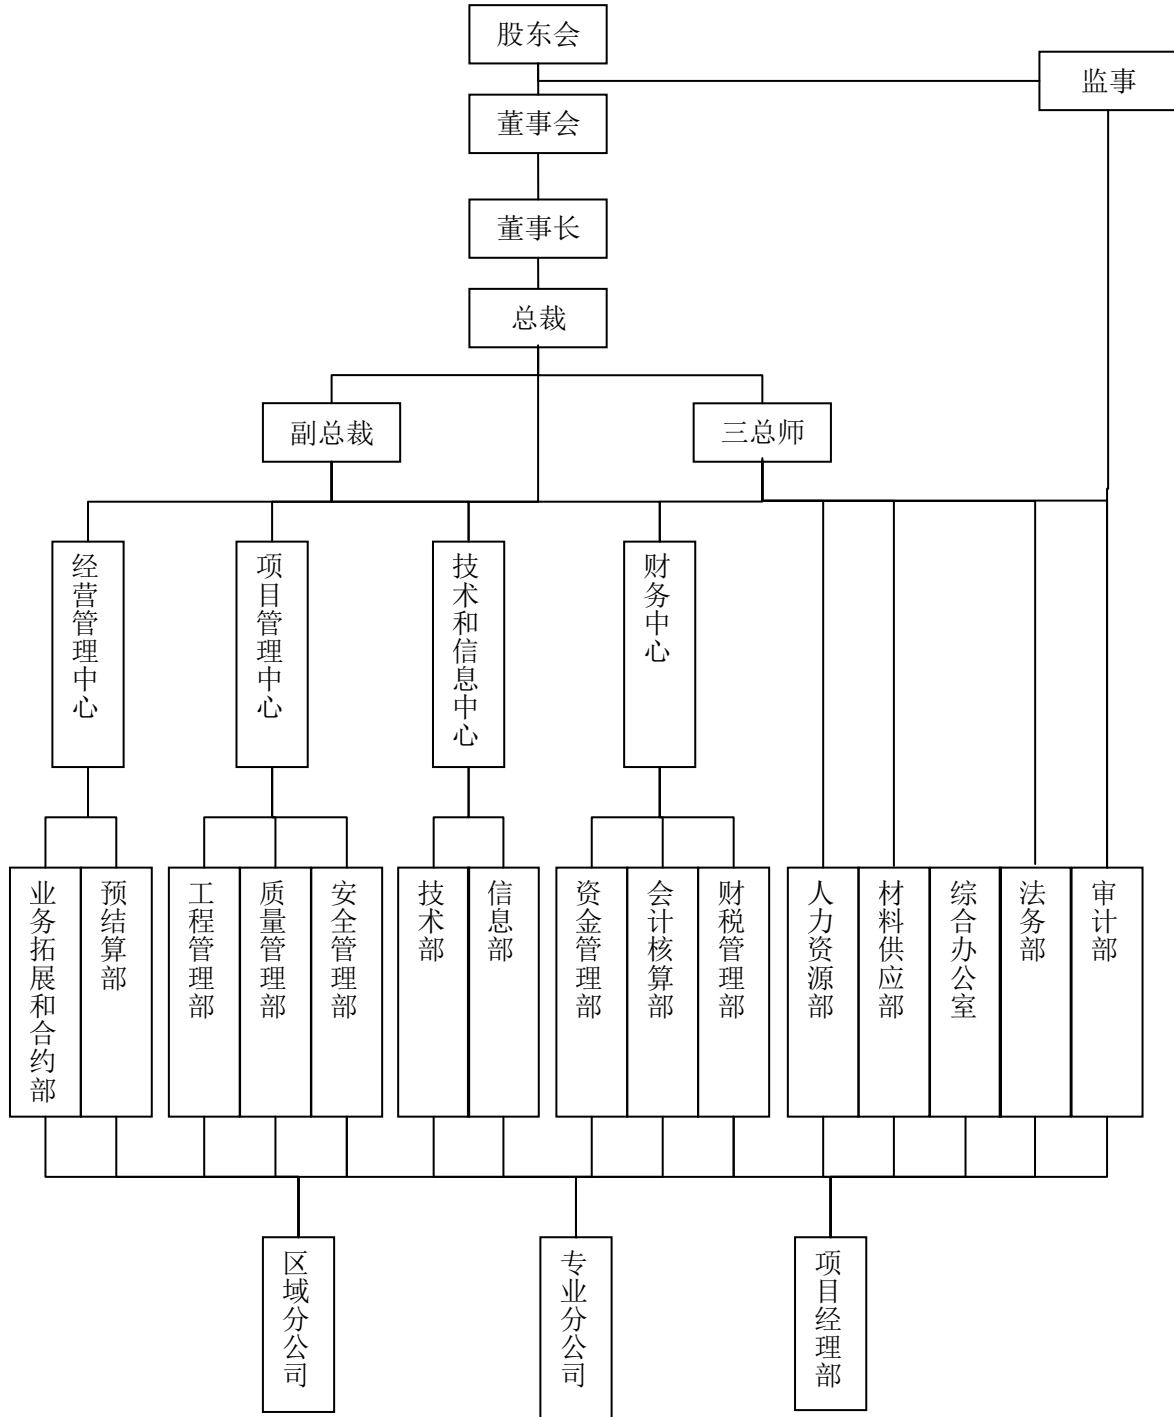 股东会
监事
董事会
董事长
总裁
副总裁
三总师
经营管理中心
项目管理中心
技术和信息中心
财务中心
业务拓展和合约部
预结算部
工程管理部
质量管理部
安全管理部
技术部
信息部
资金管理部
会计核算部
财税管理部
人力资源部
材料供应部
综合办公室
法务部
审计部
区域分公司
专业分公司
项目经理部